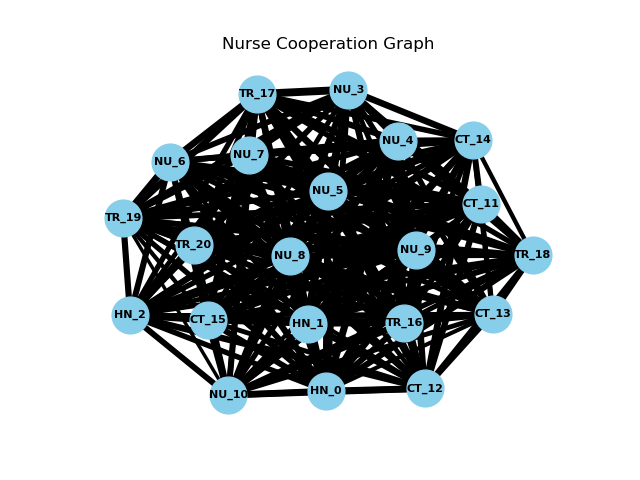 Nurse Cooperation Graph
TR_17
NU_3
NU_4
CT_14
NU_7
NU_6
NU_5
CT_11
TR_19
TR_20
NU_8
NU_9
TR_18
HN_2
CT_15
HN_1
TR_16
CT_13
NU_10
HN_0
CT_12